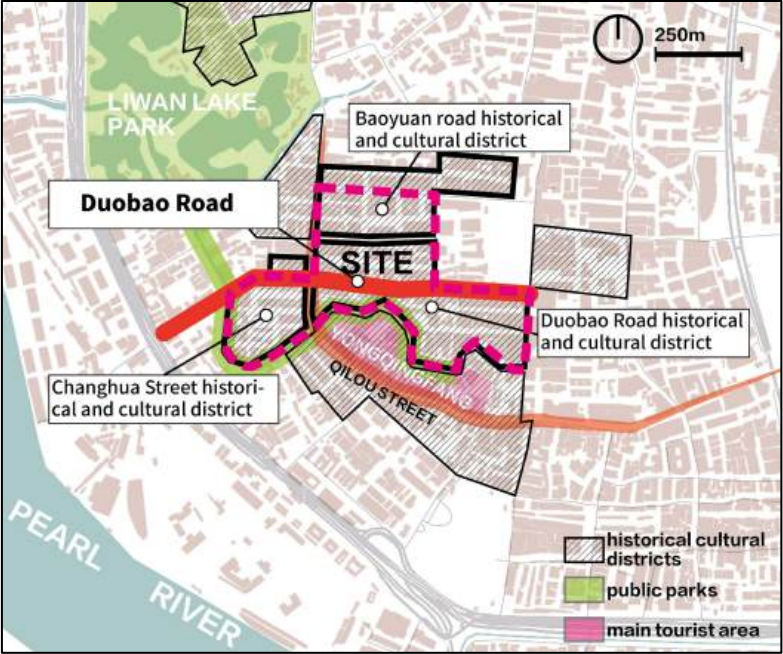 250m
LIWAN LAKE
PARK
Baoyuan road historical
and cultural district
Duobao Road
SITE
Duobao Road historical
and cultural district
YONGQINGFANG
QILOU STREET
Changhua Street histori-
cal and cultural district
PEARL
RIVER
historical cultural
districts
public parks
main tourist area